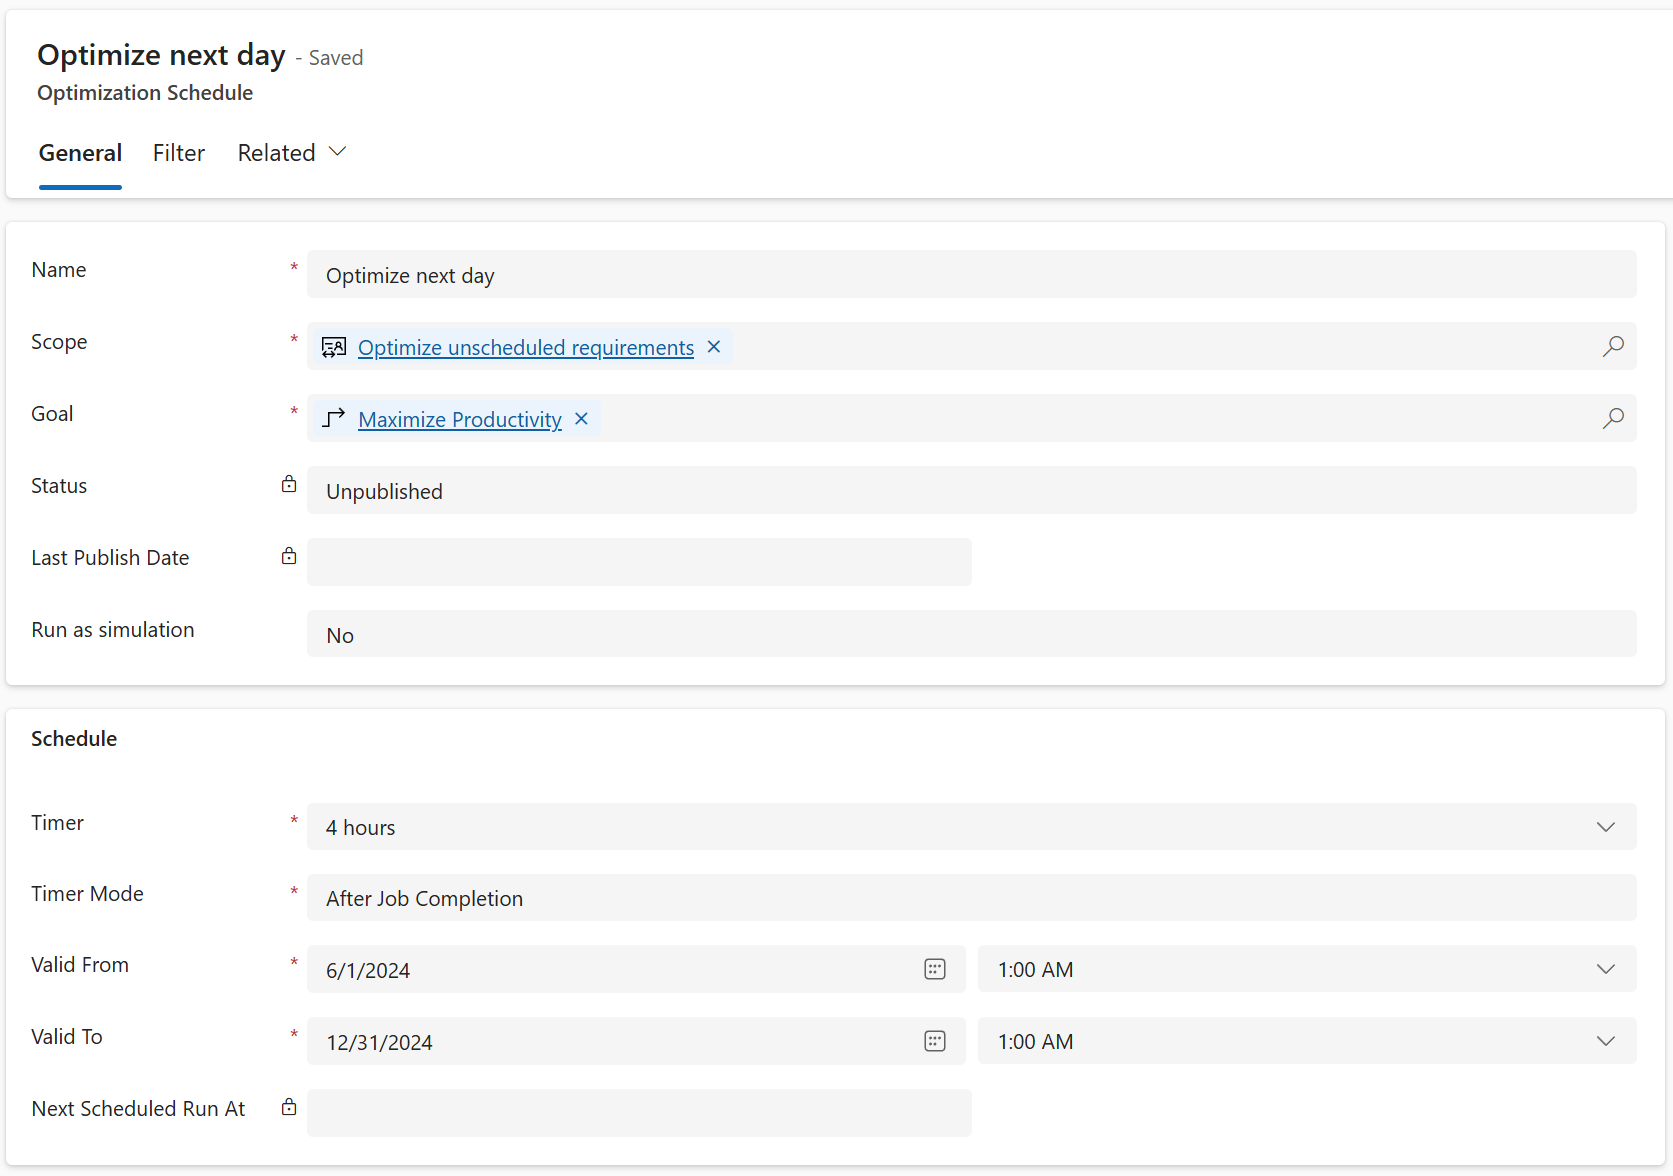 Optimize next day - Saved
Optimization Schedule
General Filter Related
Name * Optimize next day
Scope * Optimize unscheduled requirements
Goal * Maximize Productivity
Status Unpublished
Last Publish Date
Run as simulation No
Schedule
Timer * 4 hours
Timer Mode * After Job Completion
Valid From * 6/1/2024 1:00 AM
Valid To * 12/31/2024 1:00 AM
Next Scheduled Run At